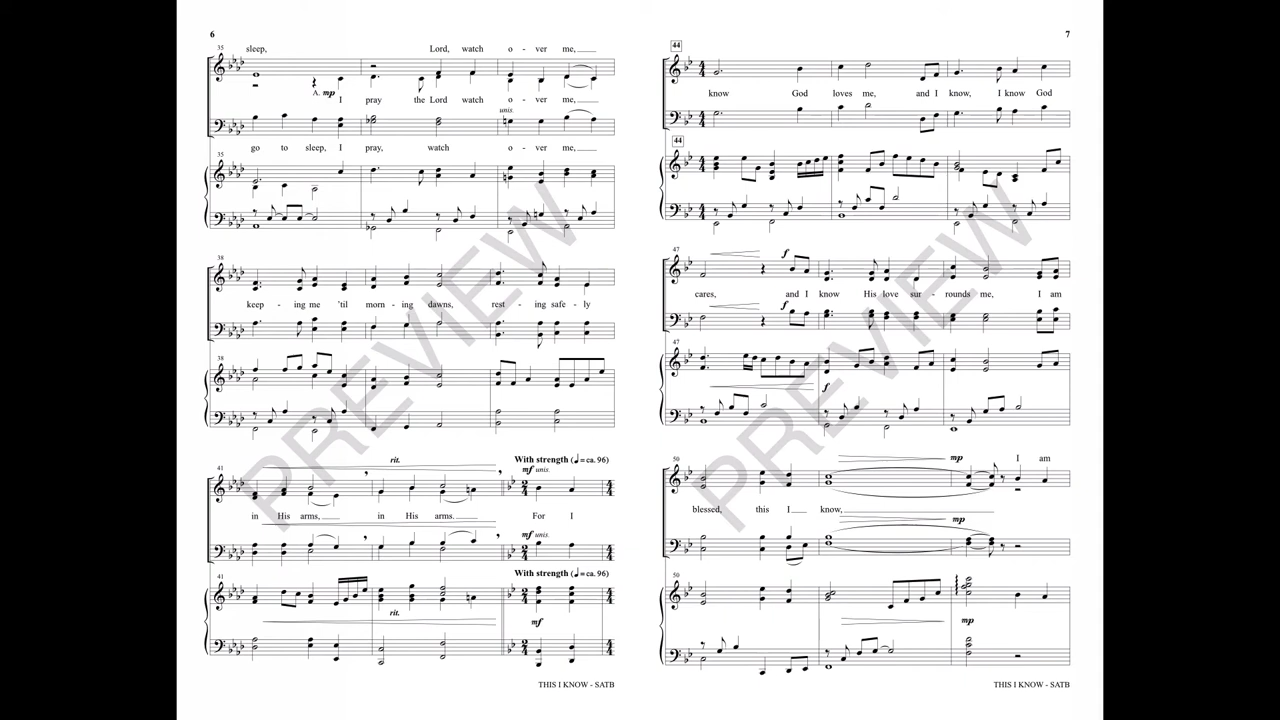 6
35
sleep, Lord, watch o - ver me,
A. mp
I pray the Lord watch o - ver me,
unis.
go to sleep, I pray, watch o - ver me,
35
38
keep - ing me 'til morn - ing dawns, rest - ing safe - ly
38
With strength (♩ = ca. 96)
41
rit.
mf unis.
in His arms, in His arms. For I
mf unis.
With strength (♩ = ca. 96)
41
rit.
mf
THIS I KNOW - SATB
7
44
know God loves me, and I know, I know God
44
47
f
cares, and I know His love sur - rounds me, I am
f
47
f
50
mp
I am
blessed, this I know,
mp
50
mp
THIS I KNOW - SATB
PREVIEW
PREVIEW